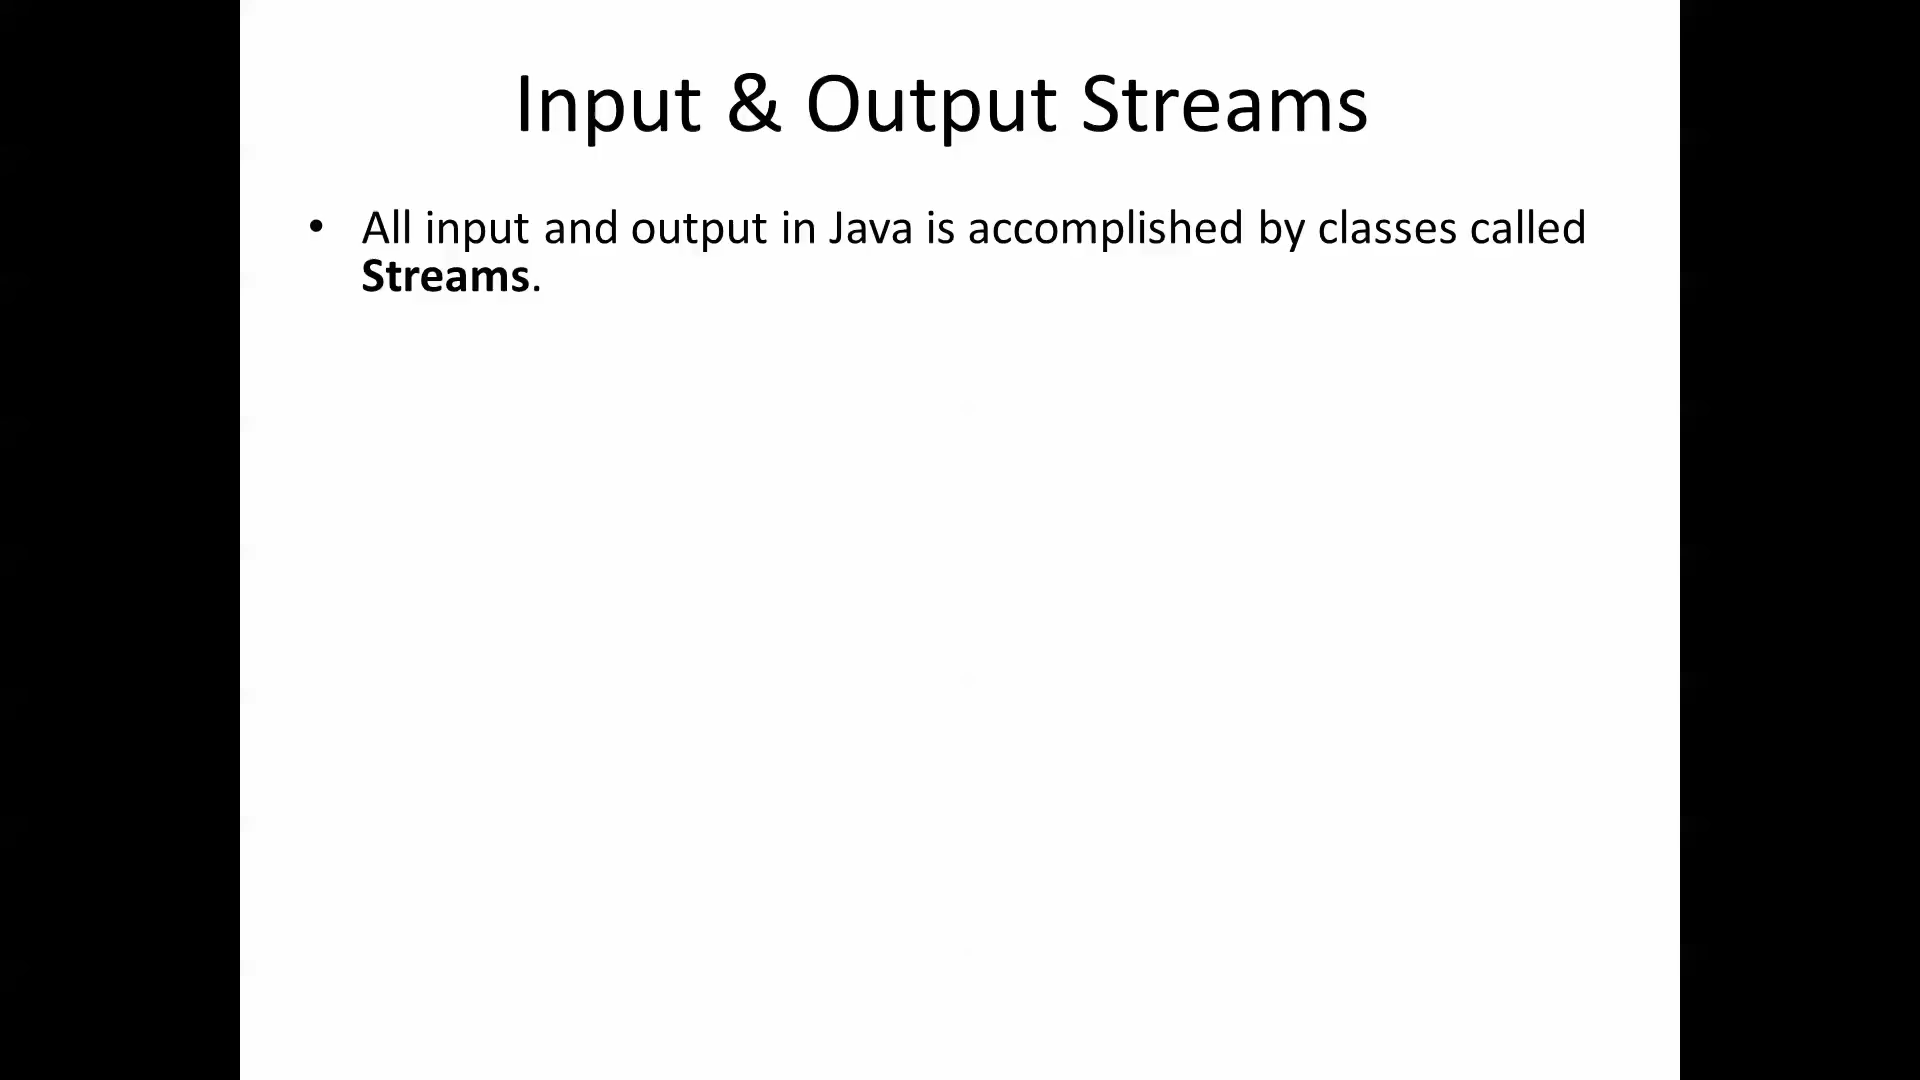 Input & Output Streams
• All input and output in Java is accomplished by classes called
Streams.